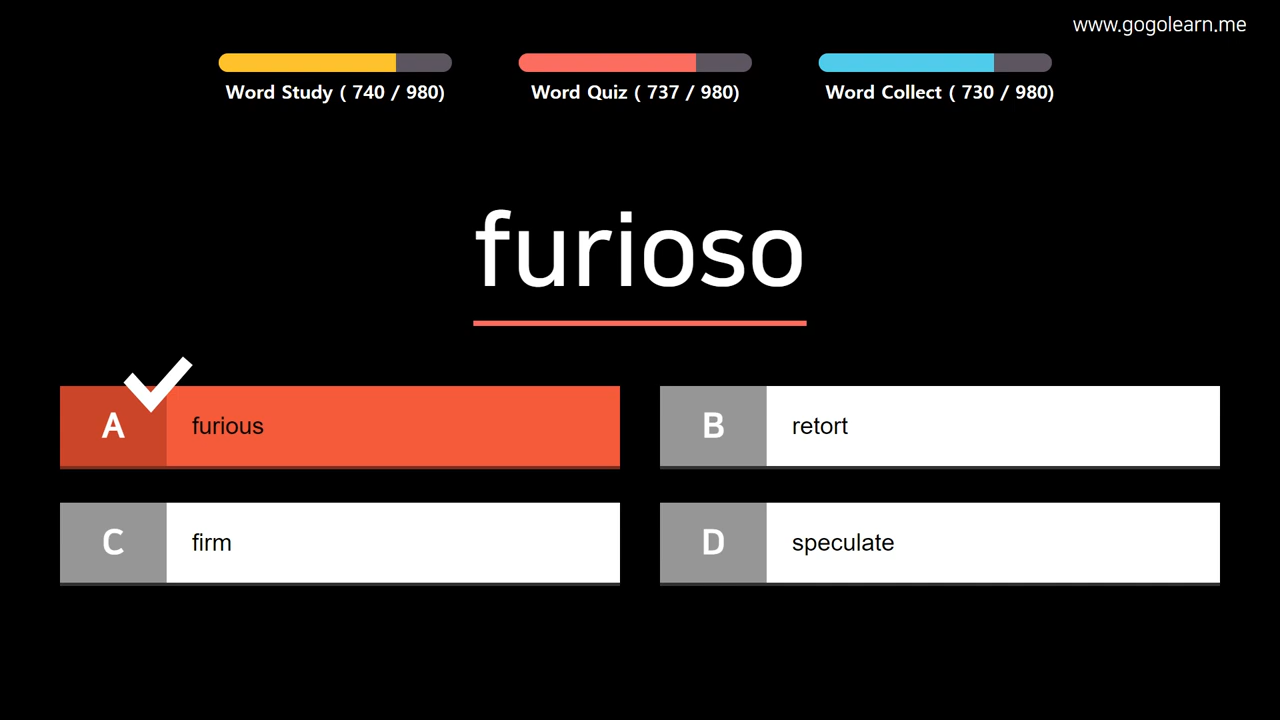 www.gogolearn.me
Word Study ( 740 / 980)
Word Quiz ( 737 / 980)
Word Collect ( 730 / 980)
furioso
A furious
B retort
C firm
D speculate